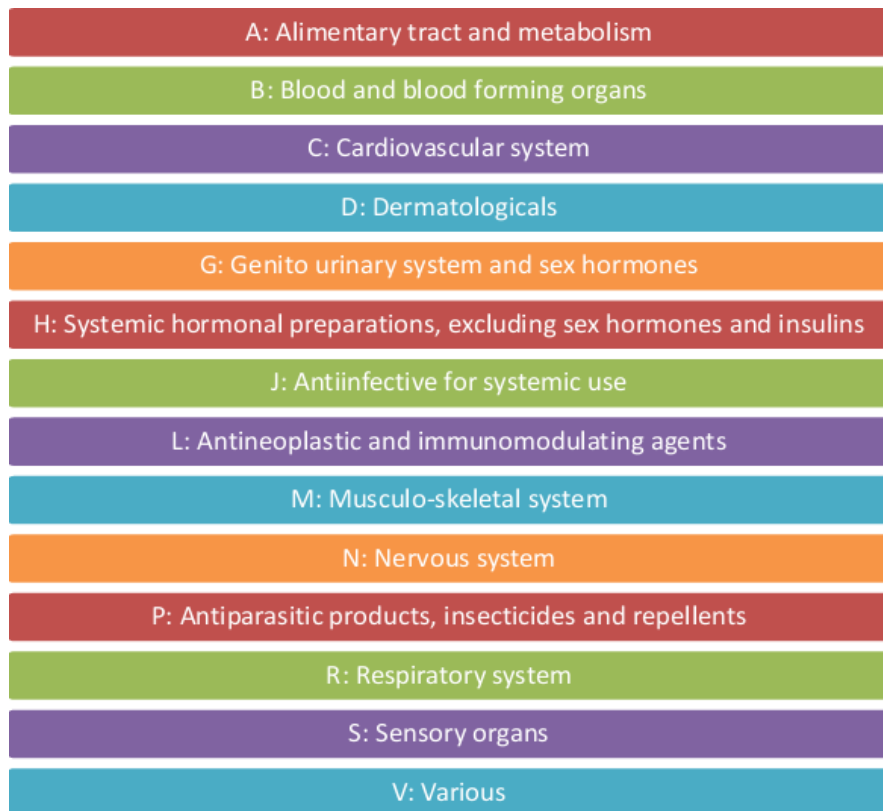 A: Alimentary tract and metabolism
B: Blood and blood forming organs
C: Cardiovascular system
D: Dermatologicals
G: Genito urinary system and sex hormones
H: Systemic hormonal preparations, excluding sex hormones and insulins
J: Antiinfective for systemic use
L: Antineoplastic and immunomodulating agents
M: Musculo-skeletal system
N: Nervous system
P: Antiparasitic products, insecticides and repellents
R: Respiratory system
S: Sensory organs
V: Various